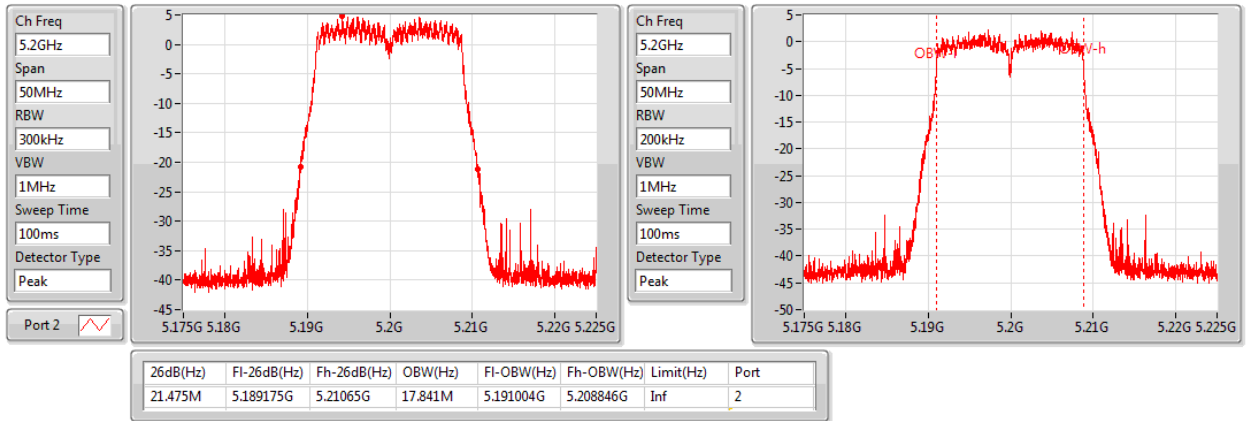 Ch Freq
5.2GHz
Span
50MHz
RBW
300kHz
VBW
1MHz
Sweep Time
100ms
Detector Type
Peak
Port 2
5
0
-5
-10
-15
-20
-25
-30
-35
-40
-45
5.175G 5.18G 5.19G 5.2G 5.21G 5.22G 5.225G
Ch Freq
5.2GHz
Span
50MHz
RBW
200kHz
VBW
1MHz
Sweep Time
100ms
Detector Type
Peak
5
0
-5
-10
-15
-20
-25
-30
-35
-40
-45
-50
5.175G 5.18G 5.19G 5.2G 5.21G 5.22G 5.225G
26dB(Hz) Fl-26dB(Hz) Fh-26dB(Hz) OBW(Hz) Fl-OBW(Hz) Fh-OBW(Hz) Limit(Hz) Port
21.475M 5.189175G 5.21065G 17.841M 5.191004G 5.208846G Inf 2